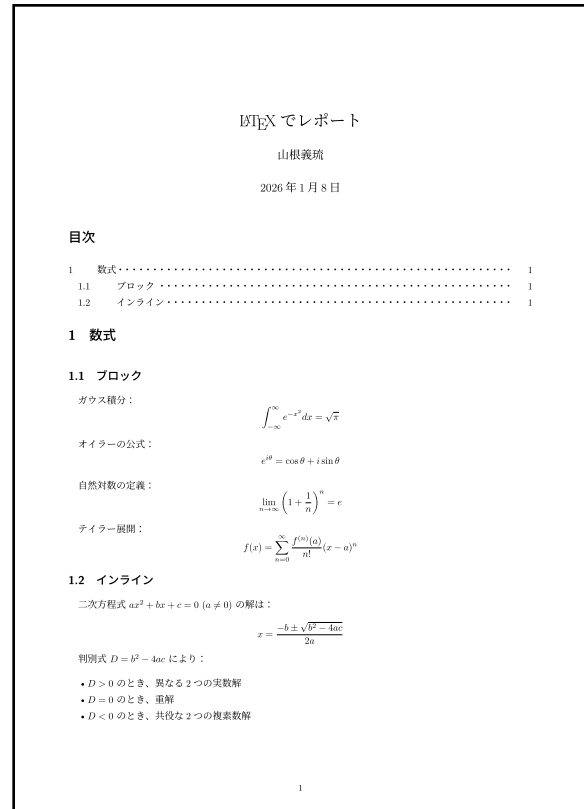 LATEX でレポート
山根義琉
2026 年 1 月 8 日
目次
1 数式 1
1.1 ブロック 1
1.2 インライン 1
1 数式
1.1 ブロック
ガウス積分：
∫_{−∞}^{∞} e^{−x²} dx = √π
オイラーの公式：
e^{iθ} = cos θ + i sin θ
自然対数の定義：
lim_{n→∞} (1 + 1/n)^n = e
テイラー展開：
f(x) = ∑_{n=0}^{∞} f^{(n)}(a)/n! (x − a)^n
1.2 インライン
二次方程式 ax² + bx + c = 0 (a ≠ 0) の解は：
x = (−b ± √(b² − 4ac))/2a
判別式 D = b² − 4ac により：
• D > 0 のとき、異なる 2 つの実数解
• D = 0 のとき、重解
• D < 0 のとき、共役な 2 つの複素数解
1